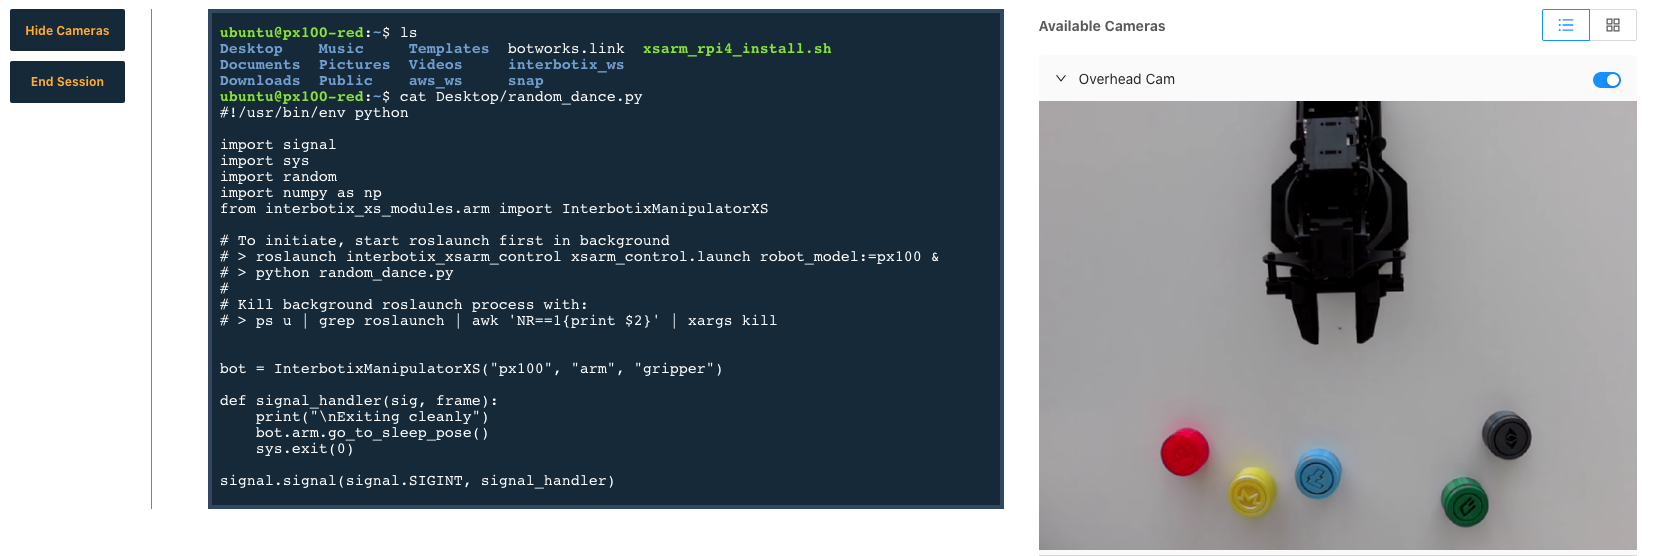 Hide Cameras
End Session
ubuntu@px100-red:~$ ls
Desktop    Music     Templates  botworks.link  xsarm_rpi4_install.sh
Documents  Pictures  Videos     interbotix_ws
Downloads  Public    aws_ws     snap
ubuntu@px100-red:~$ cat Desktop/random_dance.py
#!/usr/bin/env python

import signal
import sys
import random
import numpy as np
from interbotix_xs_modules.arm import InterbotixManipulatorXS

# To initiate, start roslaunch first in background
# > roslaunch interbotix_xsarm_control xsarm_control.launch robot_model:=px100 &
# > python random_dance.py
#
# Kill background roslaunch process with:
# > ps u | grep roslaunch | awk 'NR==1{print $2}' | xargs kill

bot = InterbotixManipulatorXS("px100", "arm", "gripper")

def signal_handler(sig, frame):
    print("\nExiting cleanly")
    bot.arm.go_to_sleep_pose()
    sys.exit(0)

signal.signal(signal.SIGINT, signal_handler)
Available Cameras
Overhead Cam